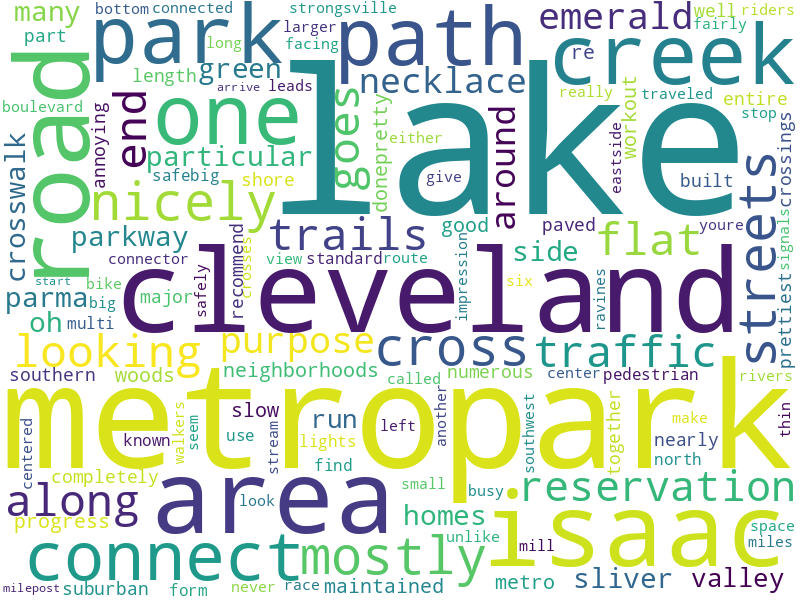 many
bottom
connected
strongsville
emerald
well
riders
part
park
long
larger
path
facing
fairly
creek
boulevard
road
length
green
arrive
leads
necklace
re
really
traveled
entire
stop
annoying
end
one
lake
goes
donepretty
either
around
workout
eastside
crosswalk
particular
safebig
shore
give
built
crossings
signals
nicely
parkway
trails
good
paved
youre
connector
safely
recommend
crosses
view
standard
route
impression
side
flat
streets
prettiest
start
parma
big
major
cleveland
six
ravines
oh
multi
bike
looking
purpose
cross
traffic
southern
woods
neighborhoods
called
numerous
center
pedestrian
rivers
metropark
known
walkers
seem
slow
use
lights
run
stream
left
another
southwest
together
make
nearly
north
thin
centered
completely
find
look
area
small
busy
reservation
space
miles
along
progress
homes
unlike
isaac
connect
mostly
mill
milepost
suburban
form
never
race
maintained
metro
sliver
valley